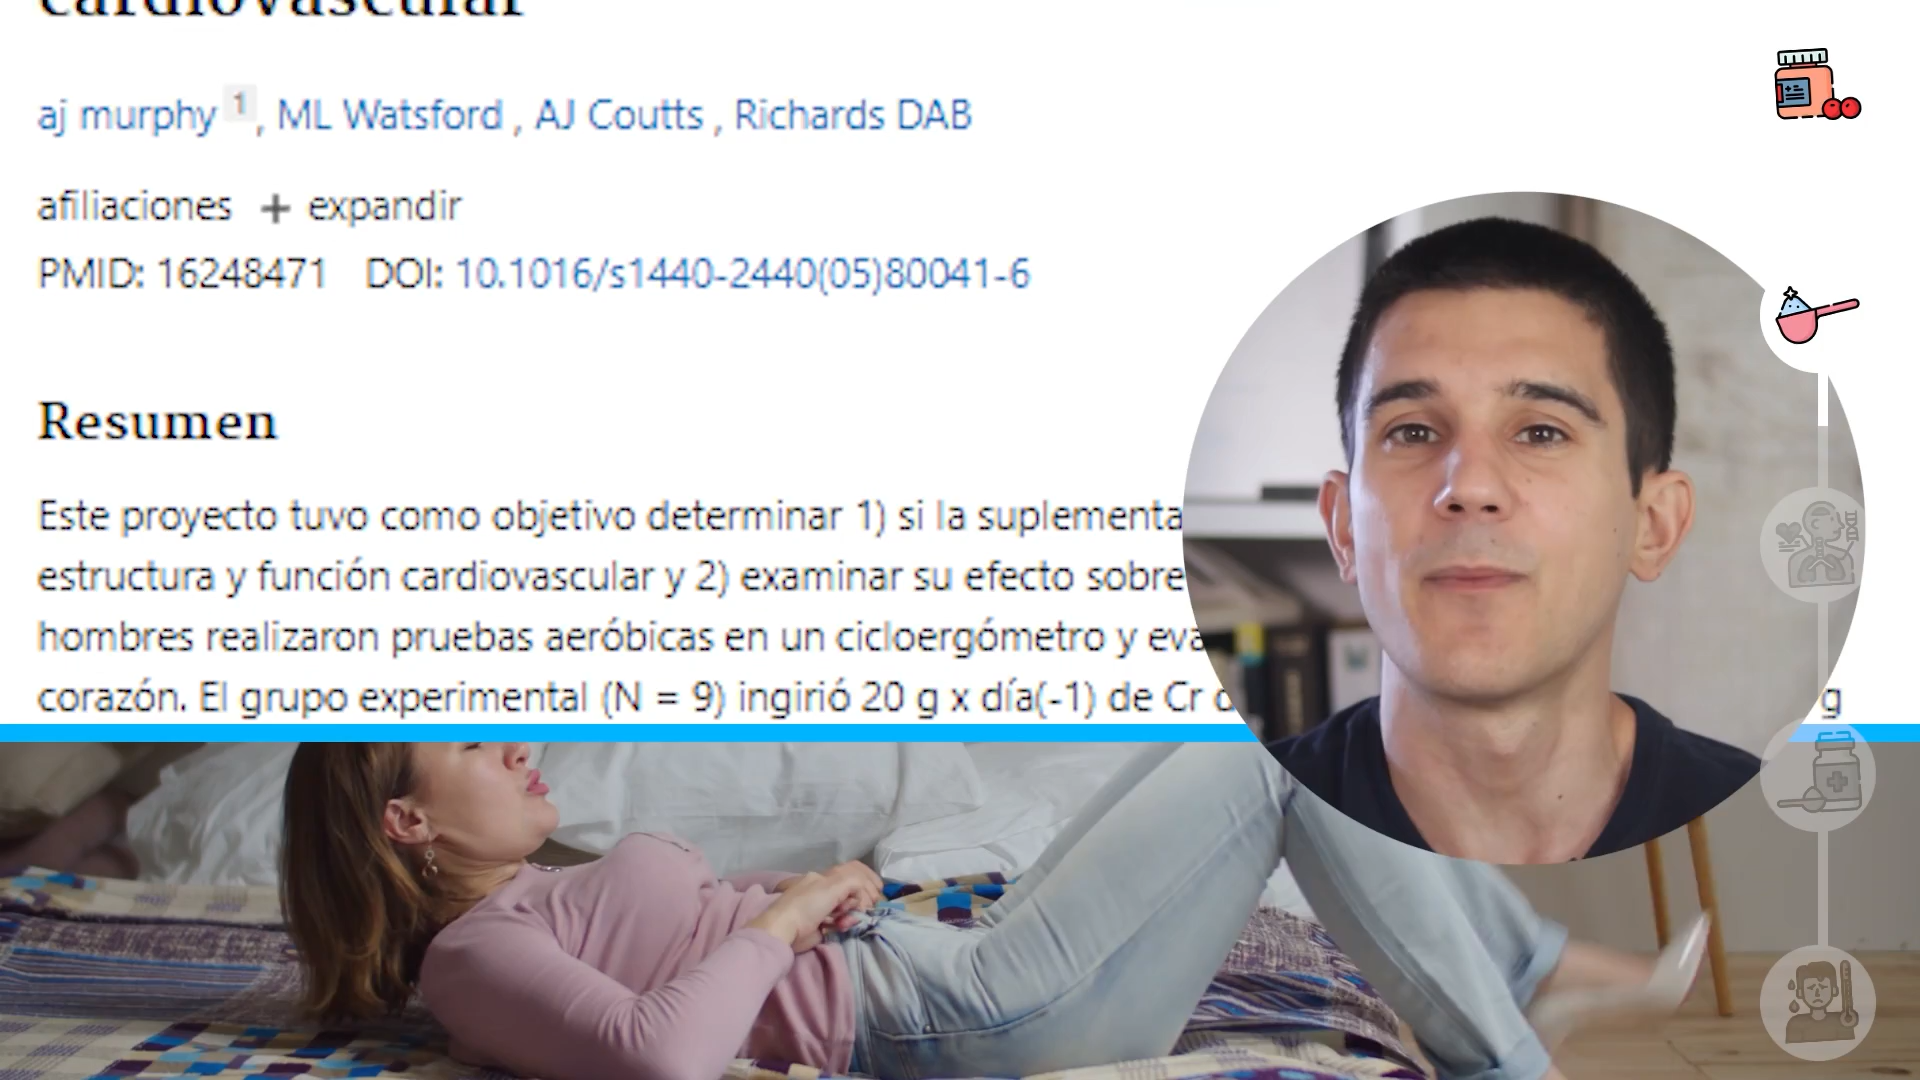 cardiovascular
aj murphy 1 , ML Watsford , AJ Coutts , Richards DAB
afiliaciones + expandir
PMID: 16248471 DOI: 10.1016/s1440-2440(05)80041-6
Resumen
Este proyecto tuvo como objetivo determinar 1) si la suplementa
estructura y función cardiovascular y 2) examinar su efecto sobre
hombres realizaron pruebas aeróbicas en un cicloergómetro y eva
corazón. El grupo experimental (N = 9) ingirió 20 g x día(-1) de Cr d g